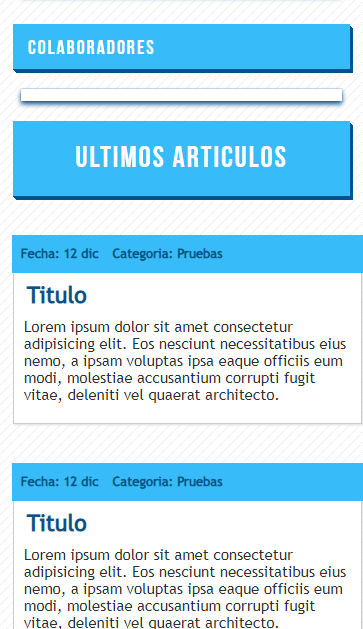 COLABORADORES
ULTIMOS ARTICULOS
Fecha: 12 dic Categoria: Pruebas
Titulo
Lorem ipsum dolor sit amet consectetur
adipisicing elit. Eos nesciunt necessitatibus eius
nemo, a ipsam voluptas ipsa eaque officiis eum
modi, molestiae accusantium corrupti fugit
vitae, deleniti vel quaerat architecto.
Fecha: 12 dic Categoria: Pruebas
Titulo
Lorem ipsum dolor sit amet consectetur
adipisicing elit. Eos nesciunt necessitatibus eius
nemo, a ipsam voluptas ipsa eaque officiis eum
modi, molestiae accusantium corrupti fugit
vitae, deleniti vel quaerat architecto.